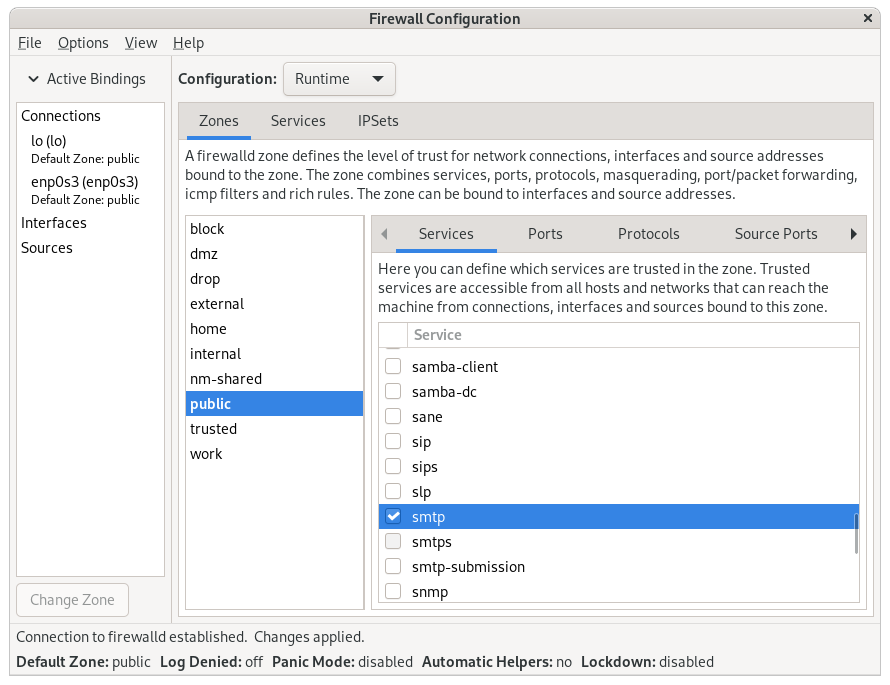 Firewall Configuration
File Options View Help
Active Bindings
Configuration: Runtime
Connections
lo (lo)
Default Zone: public
enp0s3 (enp0s3)
Default Zone: public
Interfaces
Sources
Change Zone
Zones Services IPSets
A firewalld zone defines the level of trust for network connections, interfaces and source addresses
bound to the zone. The zone combines services, ports, protocols, masquerading, port/packet forwarding,
icmp filters and rich rules. The zone can be bound to interfaces and source addresses.
block
dmz
drop
external
home
internal
nm-shared
public
trusted
work
Services Ports Protocols Source Ports
Here you can define which services are trusted in the zone. Trusted
services are accessible from all hosts and networks that can reach the
machine from connections, interfaces and sources bound to this zone.
Service
samba-client
samba-dc
sane
sip
sips
slp
smtp
smtps
smtp-submission
snmp
Connection to firewalld established. Changes applied.
Default Zone: public Log Denied: off Panic Mode: disabled Automatic Helpers: no Lockdown: disabled